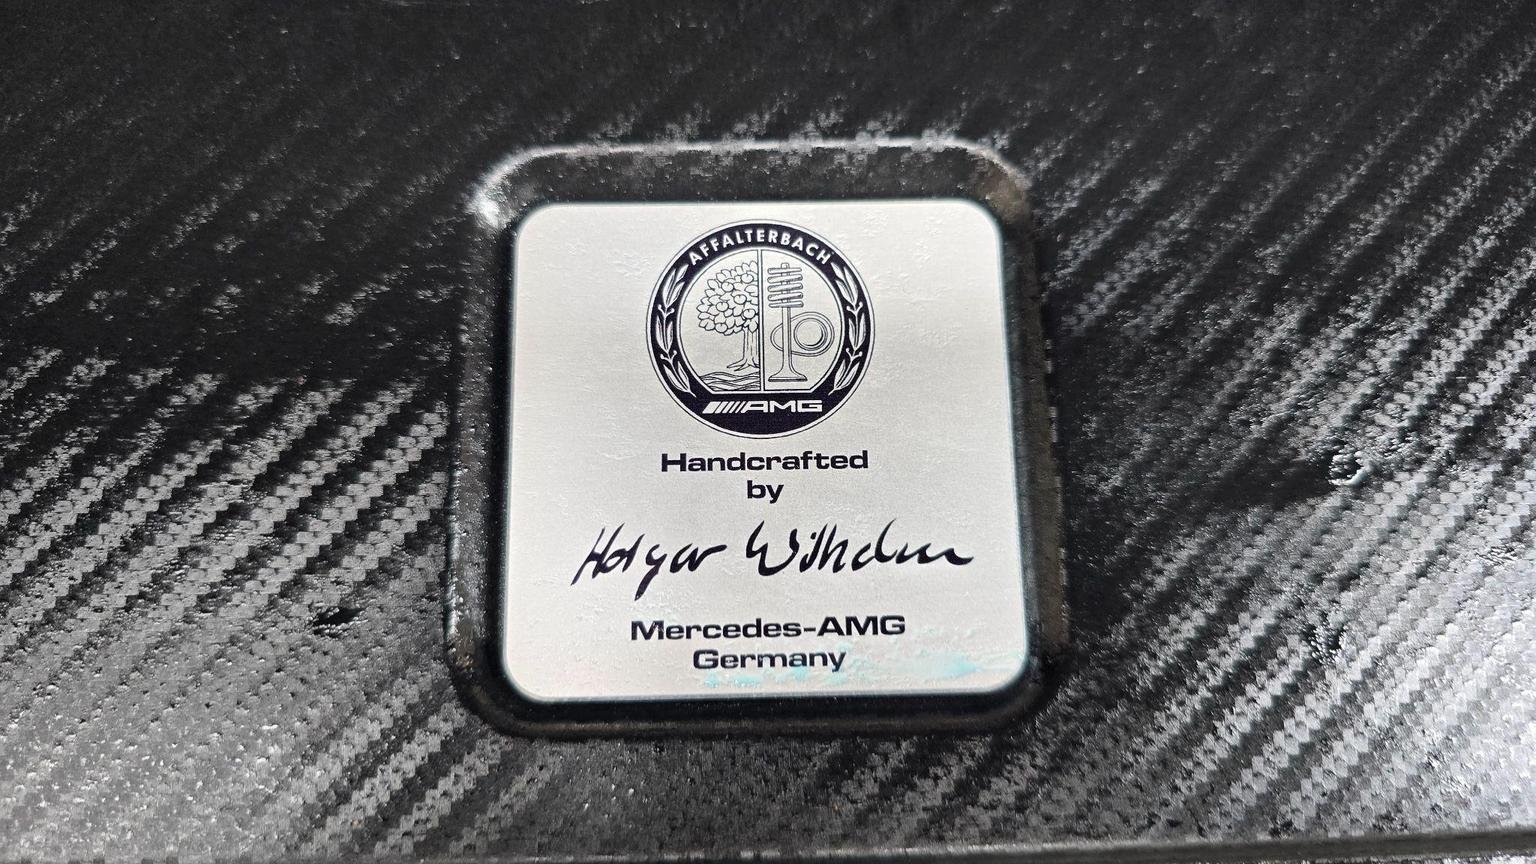 AFFALTERBACH
AMG
Handcrafted
by
Holger Wilhelm
Mercedes-AMG
Germany